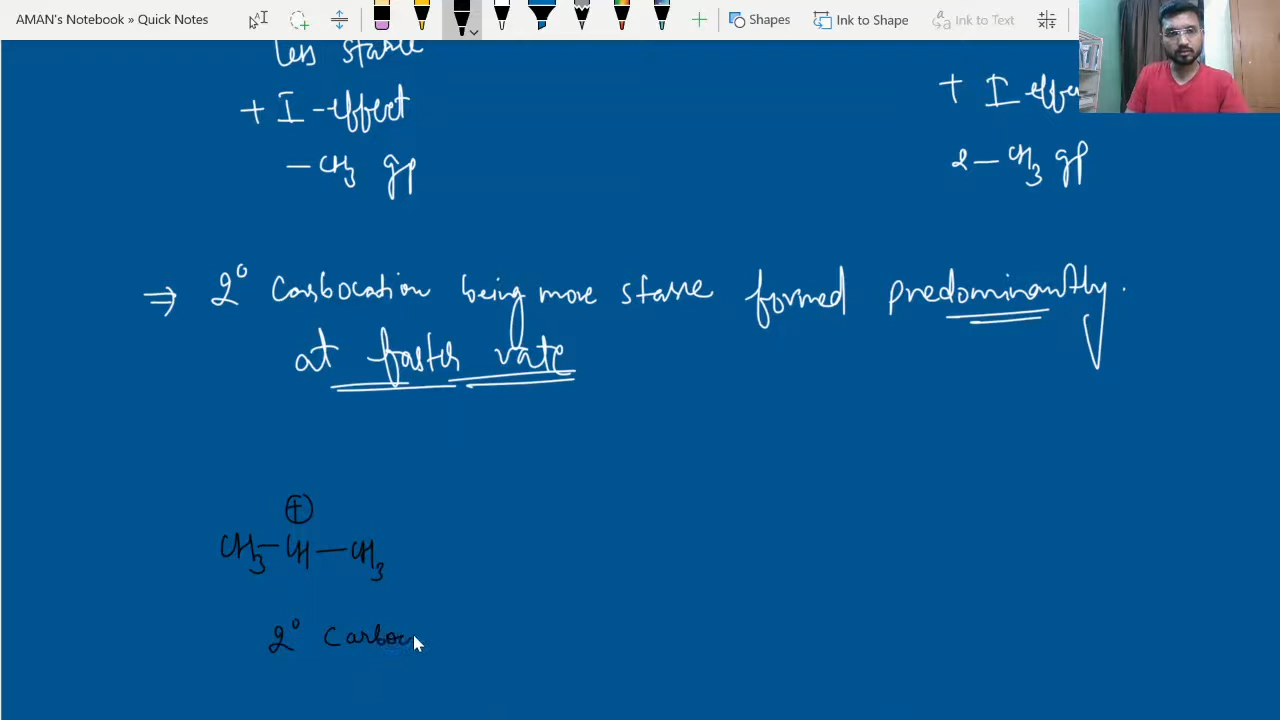 AMAN's Notebook » Quick Notes
Shapes
Ink to Shape
Ink to Text
less stable
+ I-effect
-CH3 gp
+ I effe
2-CH3 gp
⇒ 2° Carbocation being more stable formed predominantly.
at faster rate
⊕
CH3-CH-CH3
2° Carboc